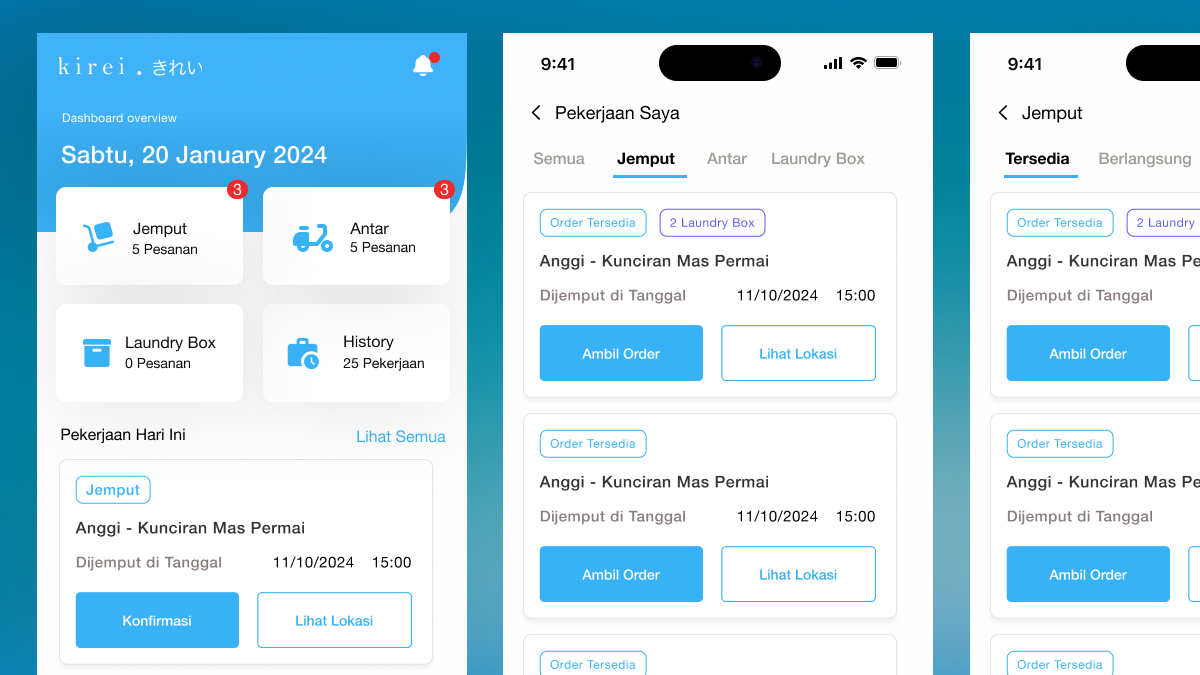 kirei . きれい
Dashboard overview
Sabtu, 20 January 2024
3
Jemput
5 Pesanan
3
Antar
5 Pesanan
Laundry Box
0 Pesanan
History
25 Pekerjaan
Pekerjaan Hari Ini
Lihat Semua
Jemput
Anggi - Kunciran Mas Permai
Dijemput di Tanggal 11/10/2024 15:00
Konfirmasi
Lihat Lokasi
9:41
Pekerjaan Saya
Semua Jemput Antar Laundry Box
Order Tersedia 2 Laundry Box
Anggi - Kunciran Mas Permai
Dijemput di Tanggal 11/10/2024 15:00
Ambil Order Lihat Lokasi
Order Tersedia
Anggi - Kunciran Mas Permai
Dijemput di Tanggal 11/10/2024 15:00
Ambil Order Lihat Lokasi
Order Tersedia
9:41
Jemput
Tersedia Berlangsung
Order Tersedia 2 Laundry
Anggi - Kunciran Mas Pe
Dijemput di Tanggal
Ambil Order
Order Tersedia
Anggi - Kunciran Mas Pe
Dijemput di Tanggal
Ambil Order
Order Tersedia